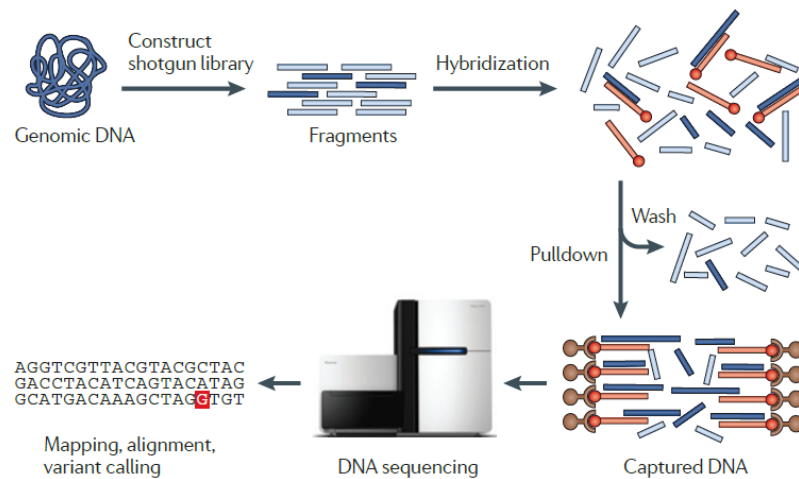 Construct
shotgun library
Hybridization
Genomic DNA
Fragments
Wash
Pulldown
AGGTCGTTACGTACGCTAC
GACCTACATCAGTACATAG
GCATGACAAAGCTAGGTGT
Mapping, alignment,
variant calling
DNA sequencing
Captured DNA